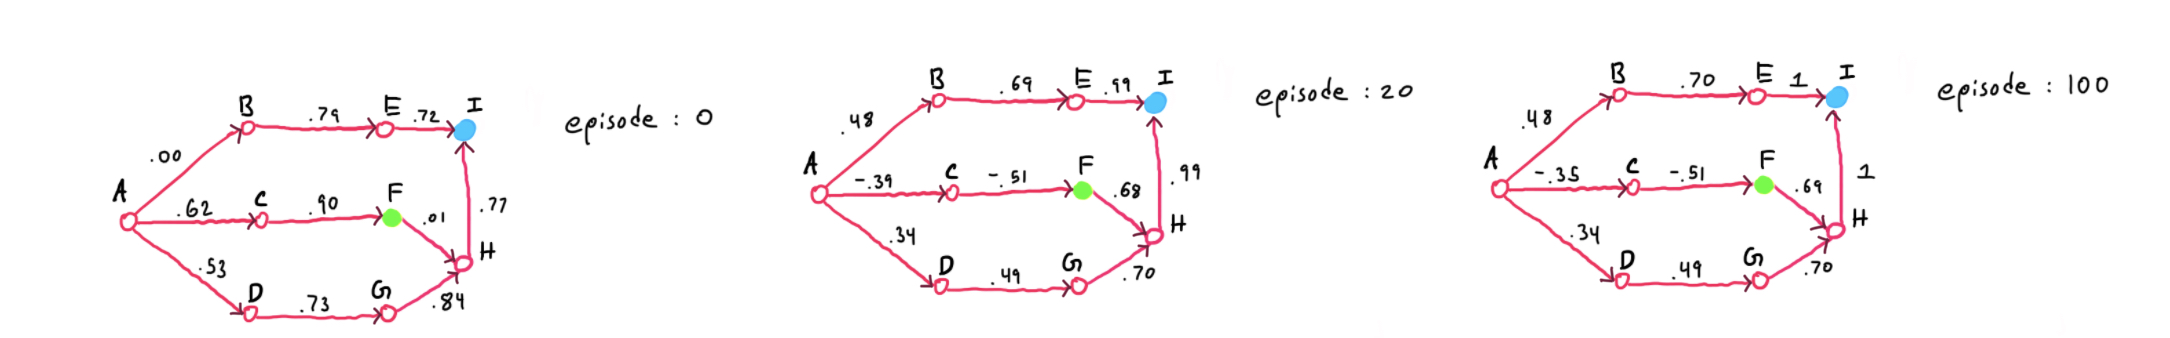 B .79 E .72 I
episode : 0
.00
A .62 C .90 F .01 .77
.53 H
D .73 G .84
B .69 E .99 I
episode : 20
.48
A -.39 C -.51 F .68 .99
.34 H
D .49 G .70
B .70 E 1 I
episode : 100
.48
A -.35 C -.51 F .69 1
.34 H
D .49 G .70